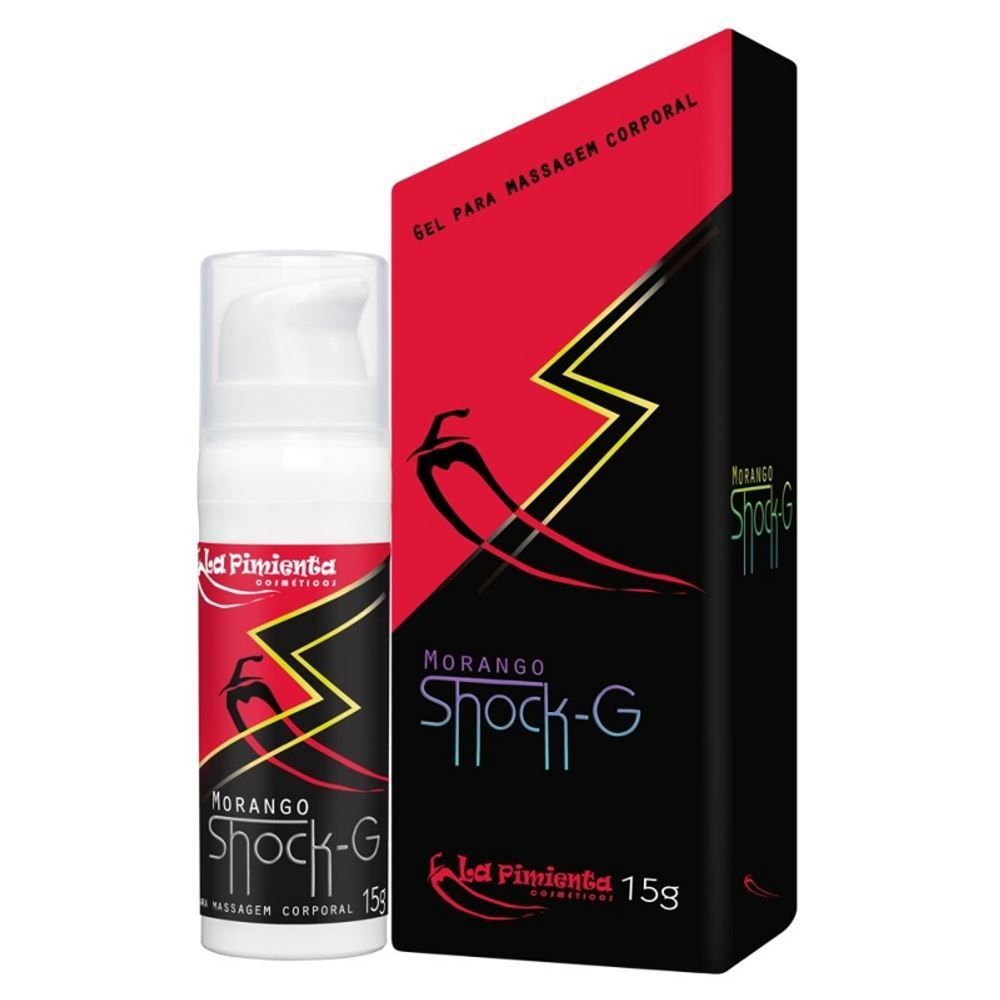 GEL PARA MASSAGEM CORPORAL
MORANGO
Shock-G
La Pimienta
COSMÉTICOS
15g
MORANGO
Shock-G
La Pimienta
COSMÉTICOS
MORANGO
Shock-G
MASSAGEM CORPORAL 15g